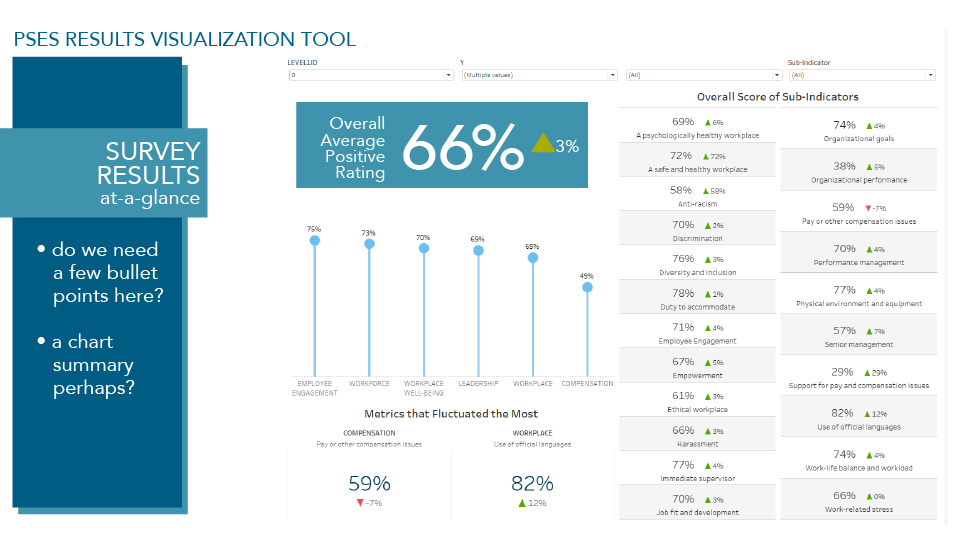 PSES RESULTS VISUALIZATION TOOL
LEVEL1ID
Y
Sub-Indicator
0
(Multiple values)
(All)
(All)
SURVEY
RESULTS
at-a-glance
• do we need
a few bullet
points here?
• a chart
summary
perhaps?
Overall
Average
Positive
Rating
66%
▲3%
75%
73%
70%
69%
65%
49%
EMPLOYEE
ENGAGEMENT
WORKFORCE
WORKPLACE
WELL-BEING
LEADERSHIP
WORKPLACE
COMPENSATION
Metrics that Fluctuated the Most
COMPENSATION
Pay or other compensation issues
59%
▼-7%
WORKPLACE
Use of official languages
82%
▲12%
Overall Score of Sub-Indicators
69% ▲6%
A psychologically healthy workplace
72% ▲72%
A safe and healthy workplace
58% ▲58%
Anti-racism
70% ▲2%
Discrimination
76% ▲3%
Diversity and inclusion
78% ▲1%
Duty to accommodate
71% ▲4%
Employee Engagement
67% ▲5%
Empowerment
61% ▲3%
Ethical workplace
66% ▲3%
Harassment
77% ▲4%
Immediate supervisor
70% ▲3%
Job fit and development
74% ▲4%
Organizational goals
38% ▲5%
Organizational performance
59% ▼-7%
Pay or other compensation issues
70% ▲4%
Performance management
77% ▲4%
Physical environment and equipment
57% ▲7%
Senior management
29% ▲29%
Support for pay and compensation issues
82% ▲12%
Use of official languages
74% ▲4%
Work-life balance and workload
66% ▲0%
Work-related stress